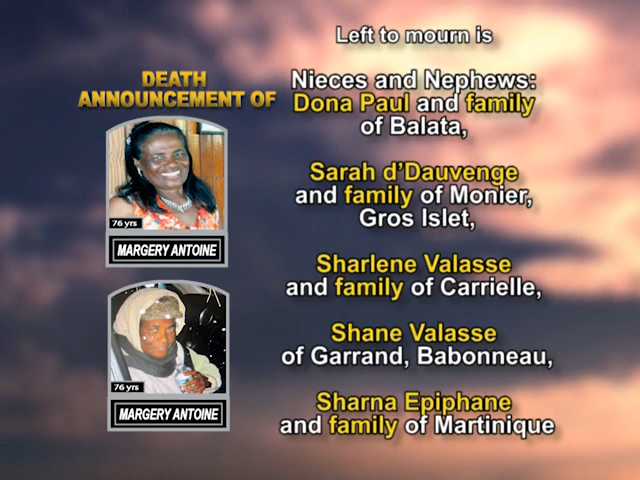 DEATH
ANNOUNCEMENT OF
76 yrs
MARGERY ANTOINE
76 yrs
MARGERY ANTOINE
Left to mourn is
Nieces and Nephews:
Dona Paul and family
of Balata,
Sarah d'Dauvenge
and family of Monier,
Gros Islet,
Sharlene Valasse
and family of Carrielle,
Shane Valasse
of Garrand, Babonneau,
Sharna Epiphane
and family of Martinique